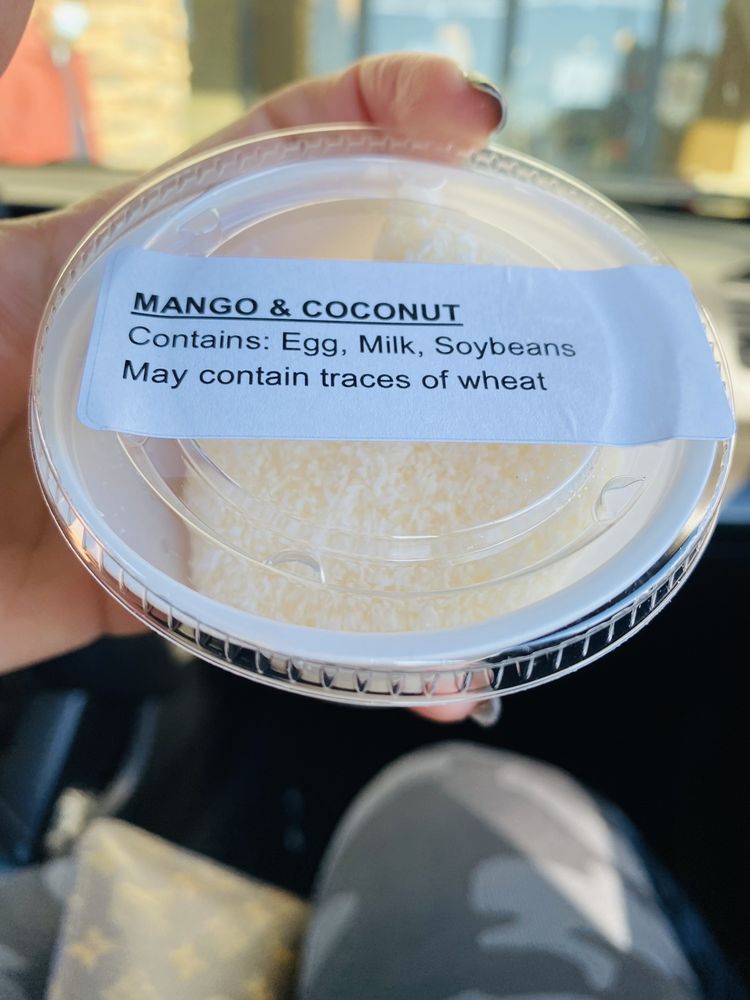 MANGO & COCONUT
Contains: Egg, Milk, Soybeans
May contain traces of wheat